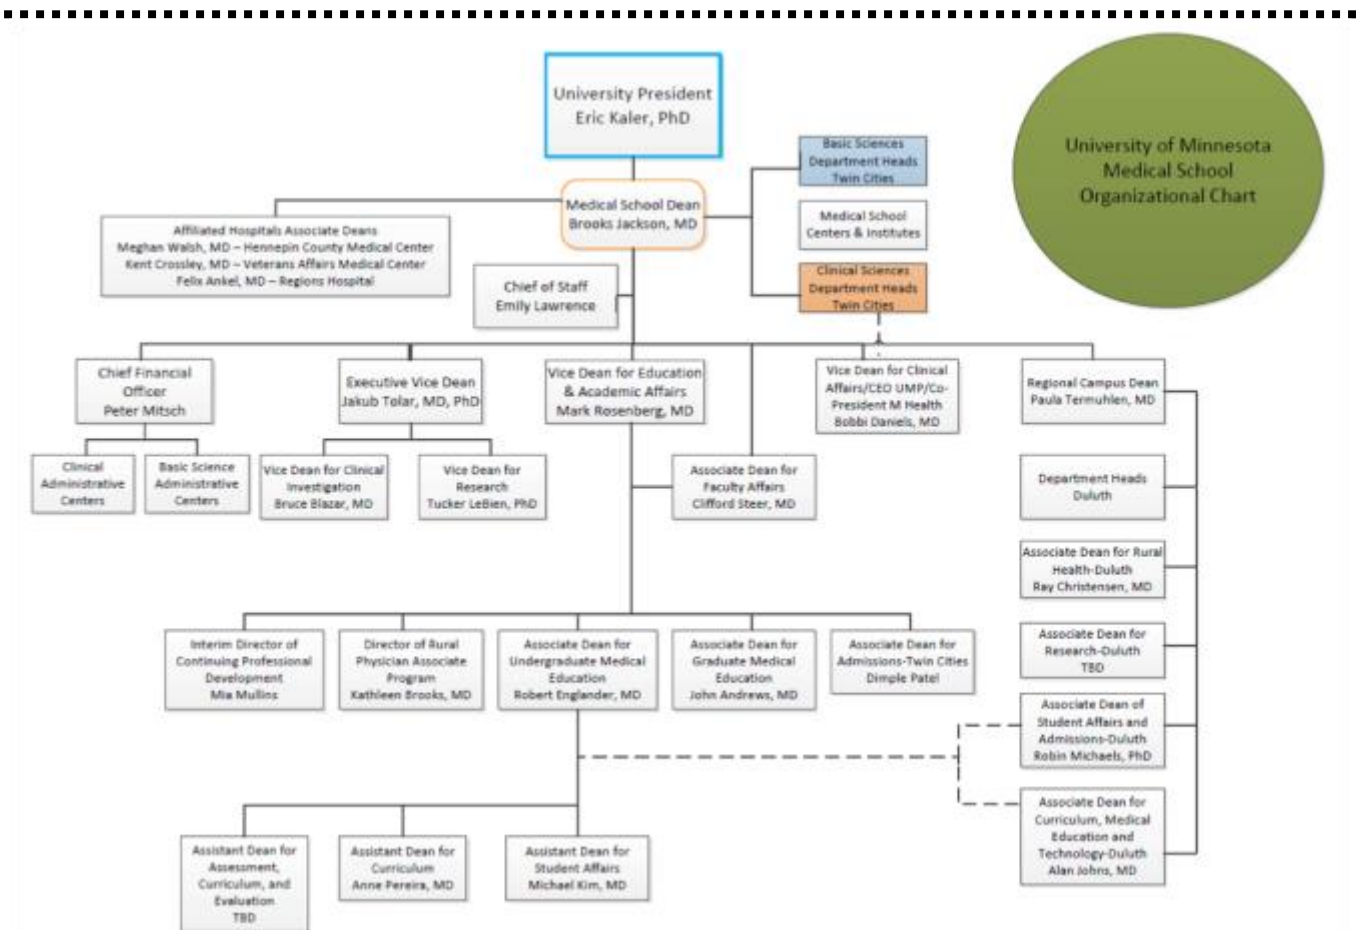 University President
Eric Kaler, PhD
University of Minnesota
Medical School
Organizational Chart
Basic Sciences
Department Heads
Twin Cities
Medical School Dean
Brooks Jackson, MD
Medical School
Centers & Institutes
Affiliated Hospitals Associate Deans
Meghan Walsh, MD – Hennepin County Medical Center
Kent Crossley, MD – Veterans Affairs Medical Center
Felix Ankel, MD – Regions Hospital
Clinical Sciences
Department Heads
Twin Cities
Chief of Staff
Emily Lawrence
Chief Financial
Officer
Peter Mitsch
Executive Vice Dean
Jakub Tolar, MD, PhD
Vice Dean for Education
& Academic Affairs
Mark Rosenberg, MD
Vice Dean for Clinical
Affairs/CEO UMP/Co-
President M Health
Bobbi Daniels, MD
Regional Campus Dean
Paula Termuhlen, MD
Clinical
Administrative
Centers
Basic Science
Administrative
Centers
Vice Dean for Clinical
Investigation
Bruce Blazar, MD
Vice Dean for
Research
Tucker LeBien, PhD
Associate Dean for
Faculty Affairs
Clifford Steer, MD
Department Heads
Duluth
Associate Dean for Rural
Health-Duluth
Ray Christensen, MD
Associate Dean for
Research-Duluth
TBD
Interim Director of
Continuing Professional
Development
Mia Mullins
Director of Rural
Physician Associate
Program
Kathleen Brooks, MD
Associate Dean for
Undergraduate Medical
Education
Robert Englander, MD
Associate Dean for
Graduate Medical
Education
John Andrews, MD
Associate Dean for
Admissions-Twin Cities
Dimple Patel
Associate Dean of
Student Affairs and
Admissions-Duluth
Robin Michaels, PhD
Associate Dean for
Curriculum, Medical
Education and
Technology-Duluth
Alan Johns, MD
Assistant Dean for
Assessment,
Curriculum, and
Evaluation
TBD
Assistant Dean for
Curriculum
Anne Pereira, MD
Assistant Dean for
Student Affairs
Michael Kim, MD